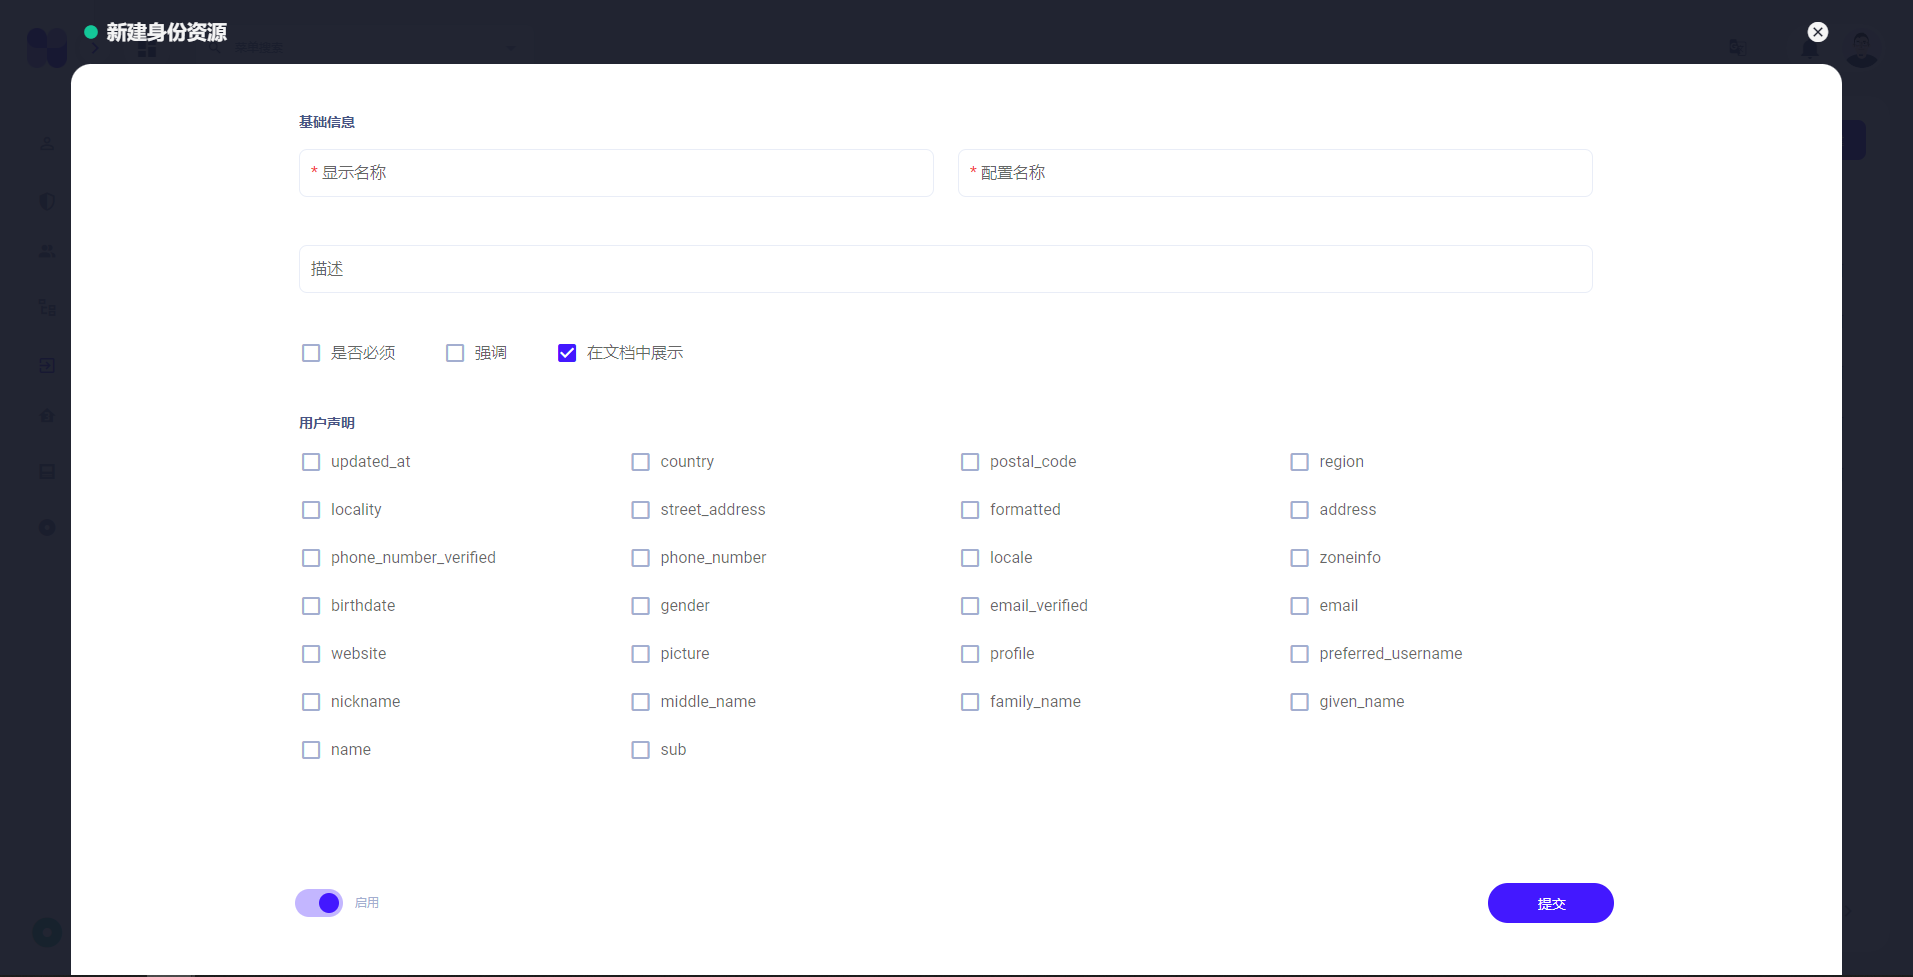 新建身份资源
基础信息
* 显示名称
* 配置名称
描述
是否必须 强调 在文档中展示
用户声明
updated_at country postal_code region
locality street_address formatted address
phone_number_verified phone_number locale zoneinfo
birthdate gender email_verified email
website picture profile preferred_username
nickname middle_name family_name given_name
name sub
启用
提交